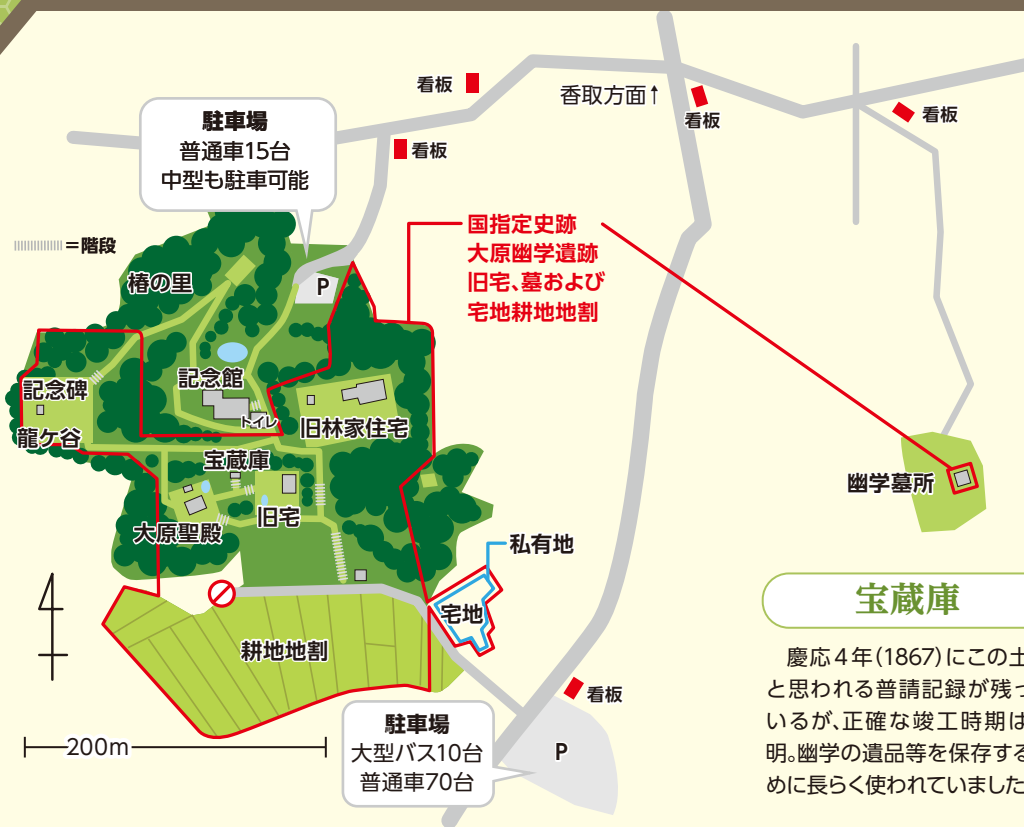 看板
香取方面↑
看板
看板
駐車場
普通車15台
中型も駐車可能
看板
=階段
国指定史跡
大原幽学遺跡
旧宅、墓および
宅地耕地地割
椿の里
P
記念館
記念碑
トイレ
旧林家住宅
龍ケ谷
宝蔵庫
幽学墓所
旧宅
大原聖殿
私有地
宅地
耕地地割
看板
駐車場
大型バス10台
普通車70台
P
200m
宝蔵庫
慶応4年(1867)にこの土
と思われる普請記録が残っ
いるが、正確な竣工時期は
明。幽学の遺品等を保存する
めに長らく使われていました